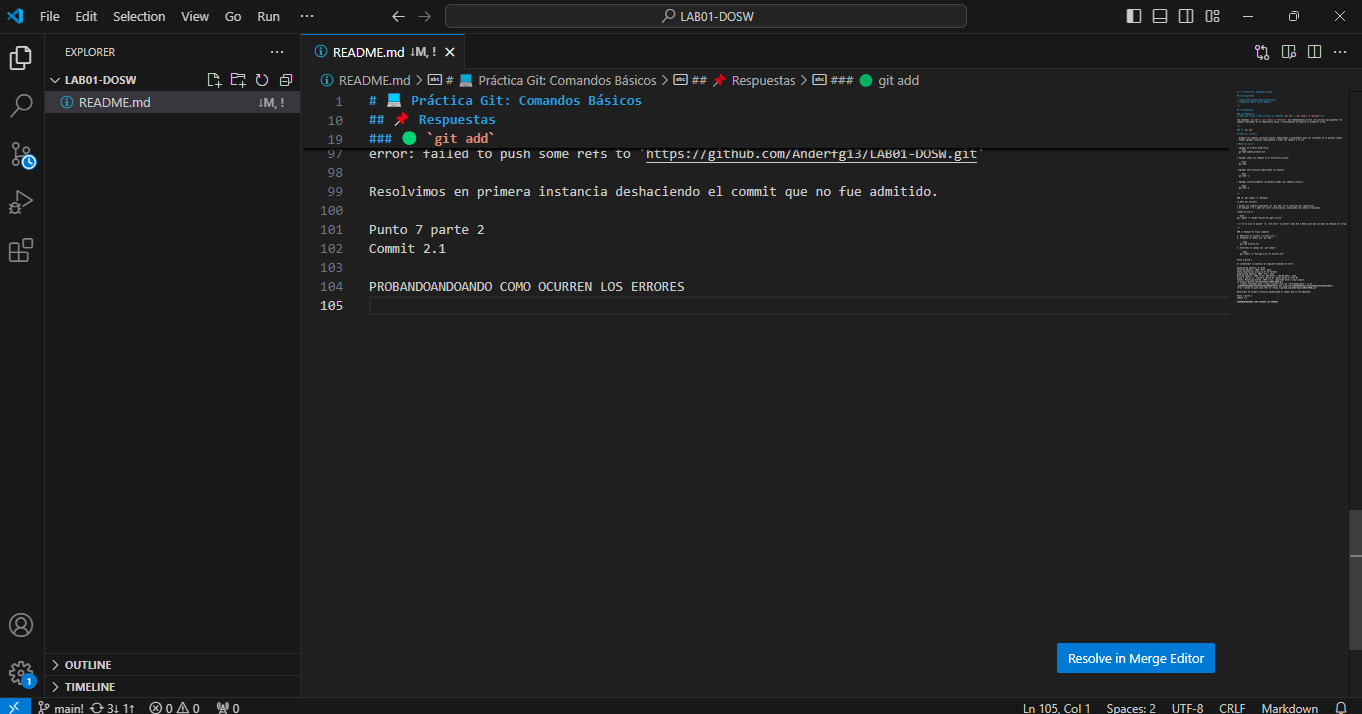 File Edit Selection View Go Run ··· LAB01-DOSW
EXPLORER ···
LAB01-DOSW
README.md ↓M, !
README.md ↓M, !
README.md > # 💻 Práctica Git: Comandos Básicos > ## 📌 Respuestas > ### 🟢 git add
1 # 💻 Práctica Git: Comandos Básicos
10 ## 📌 Respuestas
19 ### 🟢 `git add`
97 error: failed to push some refs to 'https://github.com/Anderfg13/LAB01-DOSW.git'
98
99 Resolvimos en primera instancia deshaciendo el commit que no fue admitido.
100
101 Punto 7 parte 2
102 Commit 2.1
103
104 PROBANDOANDOANDO COMO OCURREN LOS ERRORES
105
Resolve in Merge Editor
OUTLINE
TIMELINE
1
main! 3↓ 1↑ 0 0 0 Ln 105, Col 1 Spaces: 2 UTF-8 CRLF Markdown